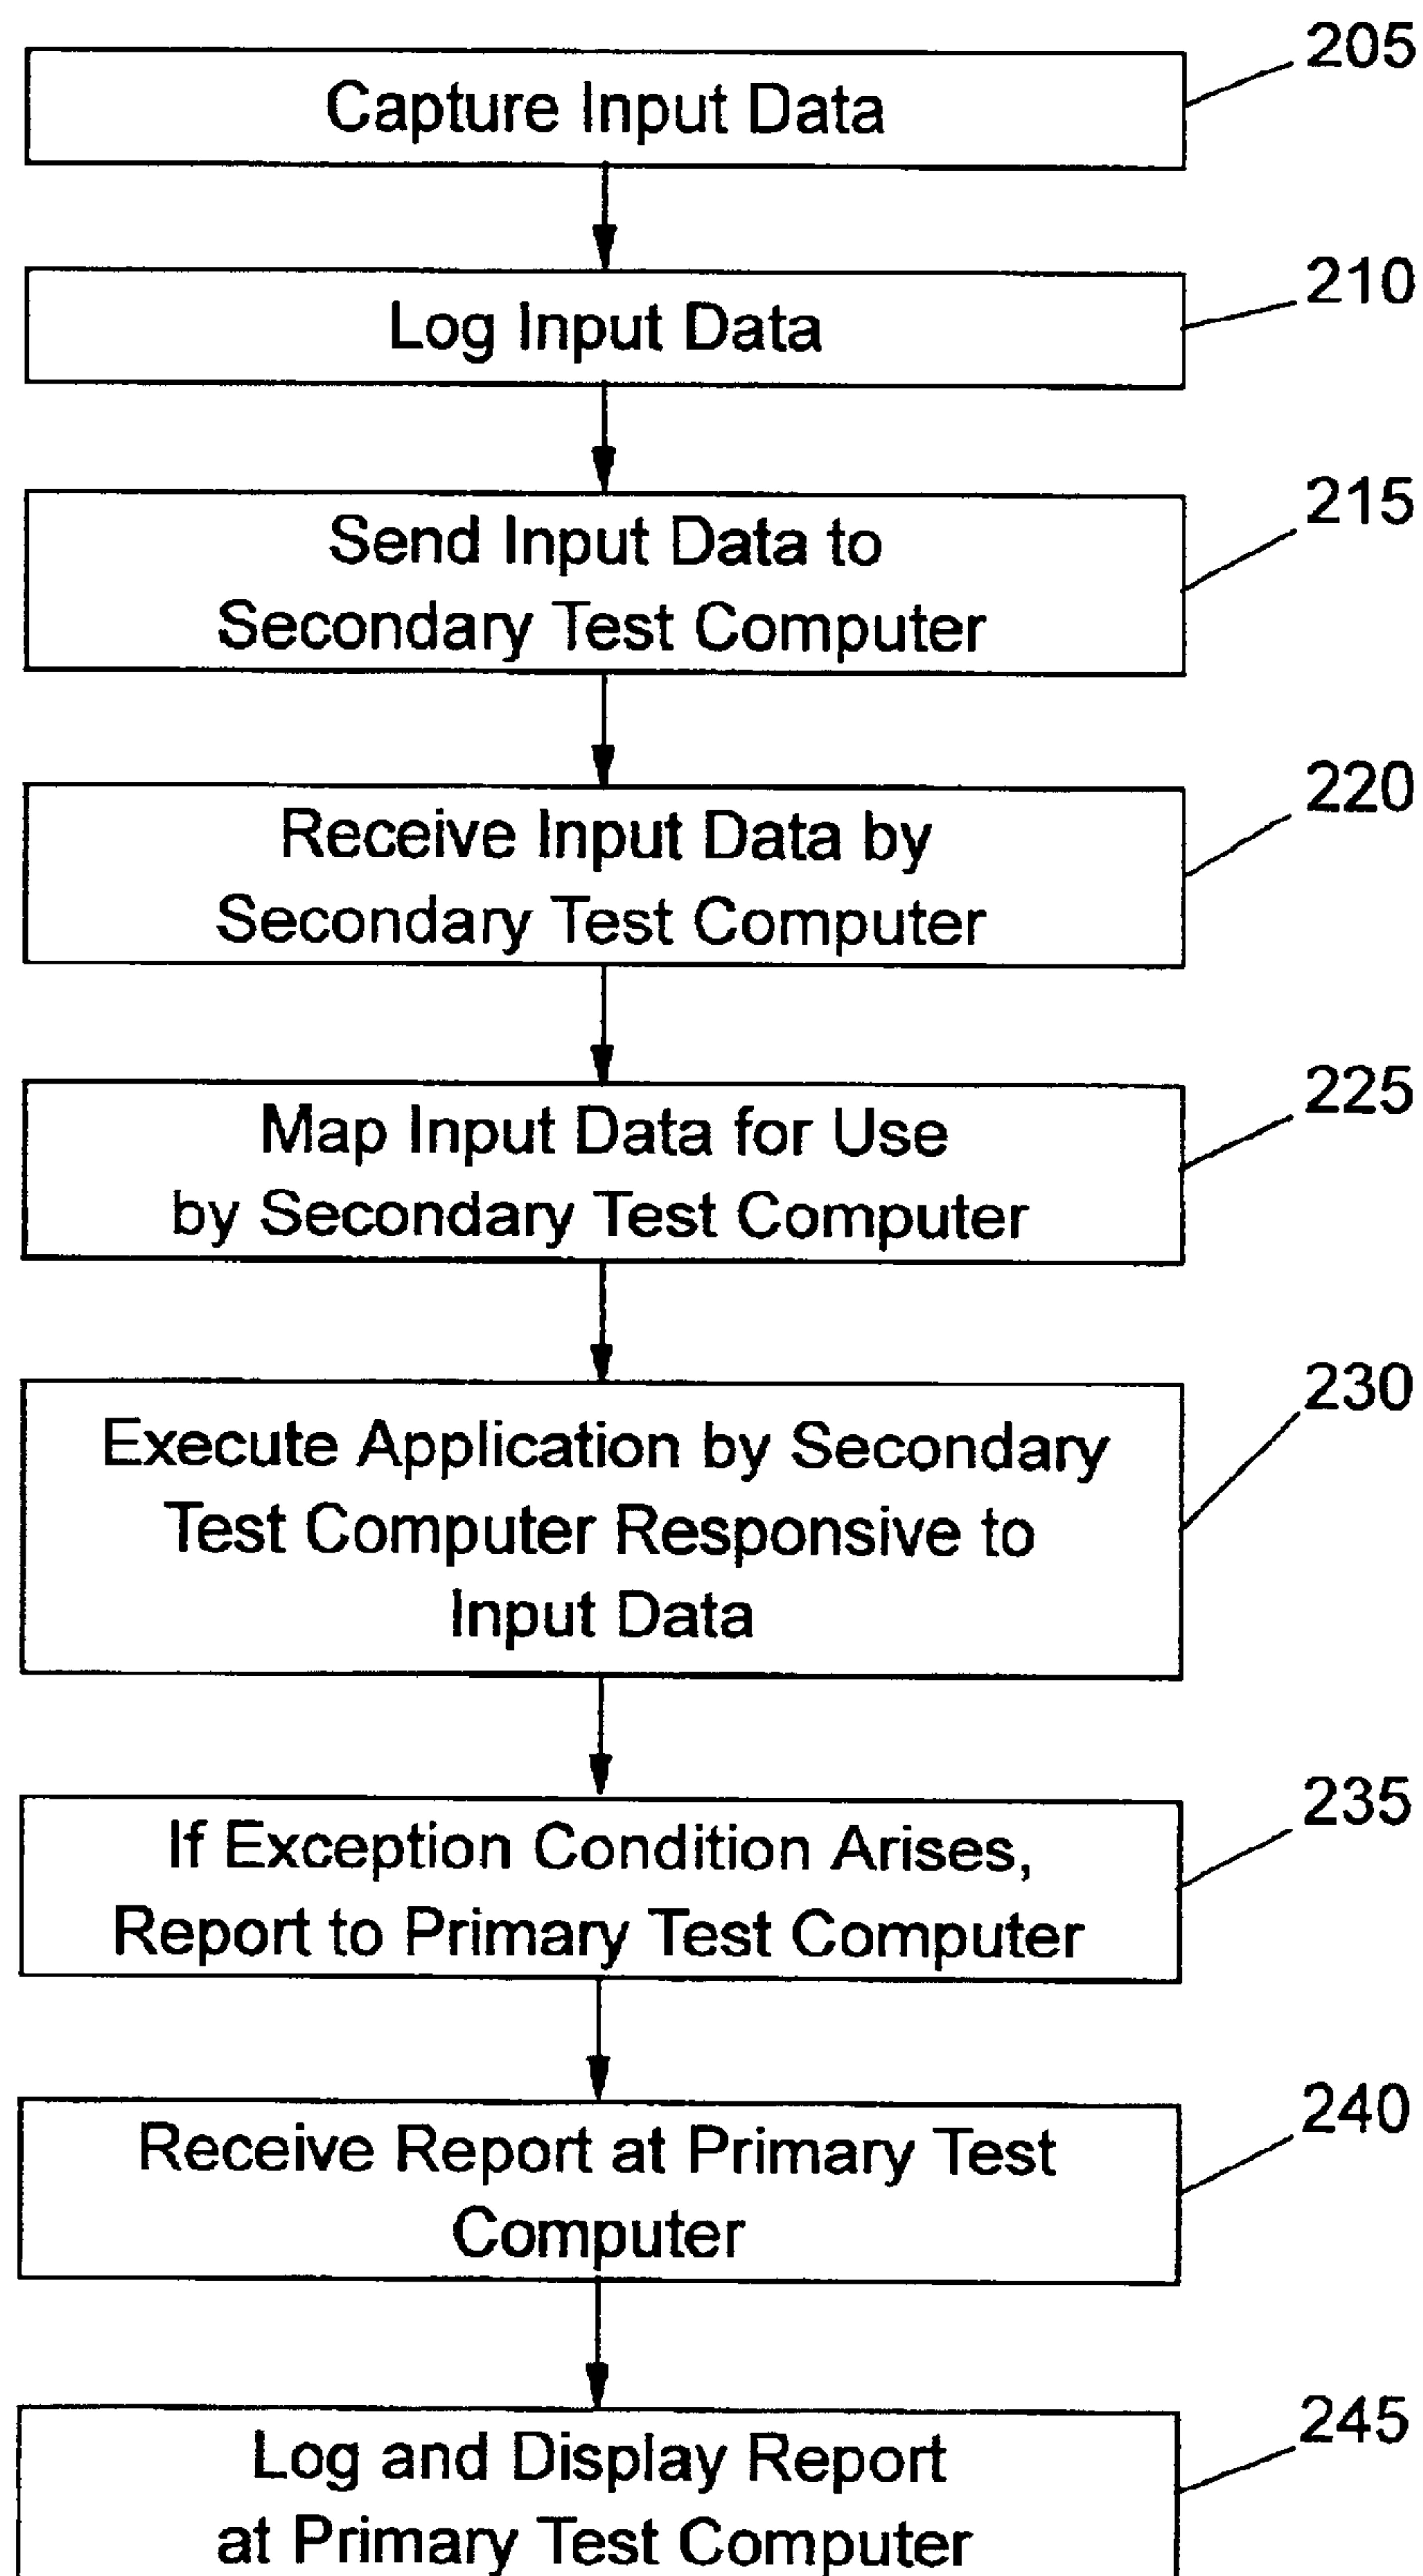 205
Capture Input Data
210
Log Input Data
215
Send Input Data to
Secondary Test Computer
220
Receive Input Data by
Secondary Test Computer
225
Map Input Data for Use
by Secondary Test Computer
230
Execute Application by Secondary
Test Computer Responsive to
Input Data
235
If Exception Condition Arises,
Report to Primary Test Computer
240
Receive Report at Primary Test
Computer
245
Log and Display Report
at Primary Test Computer